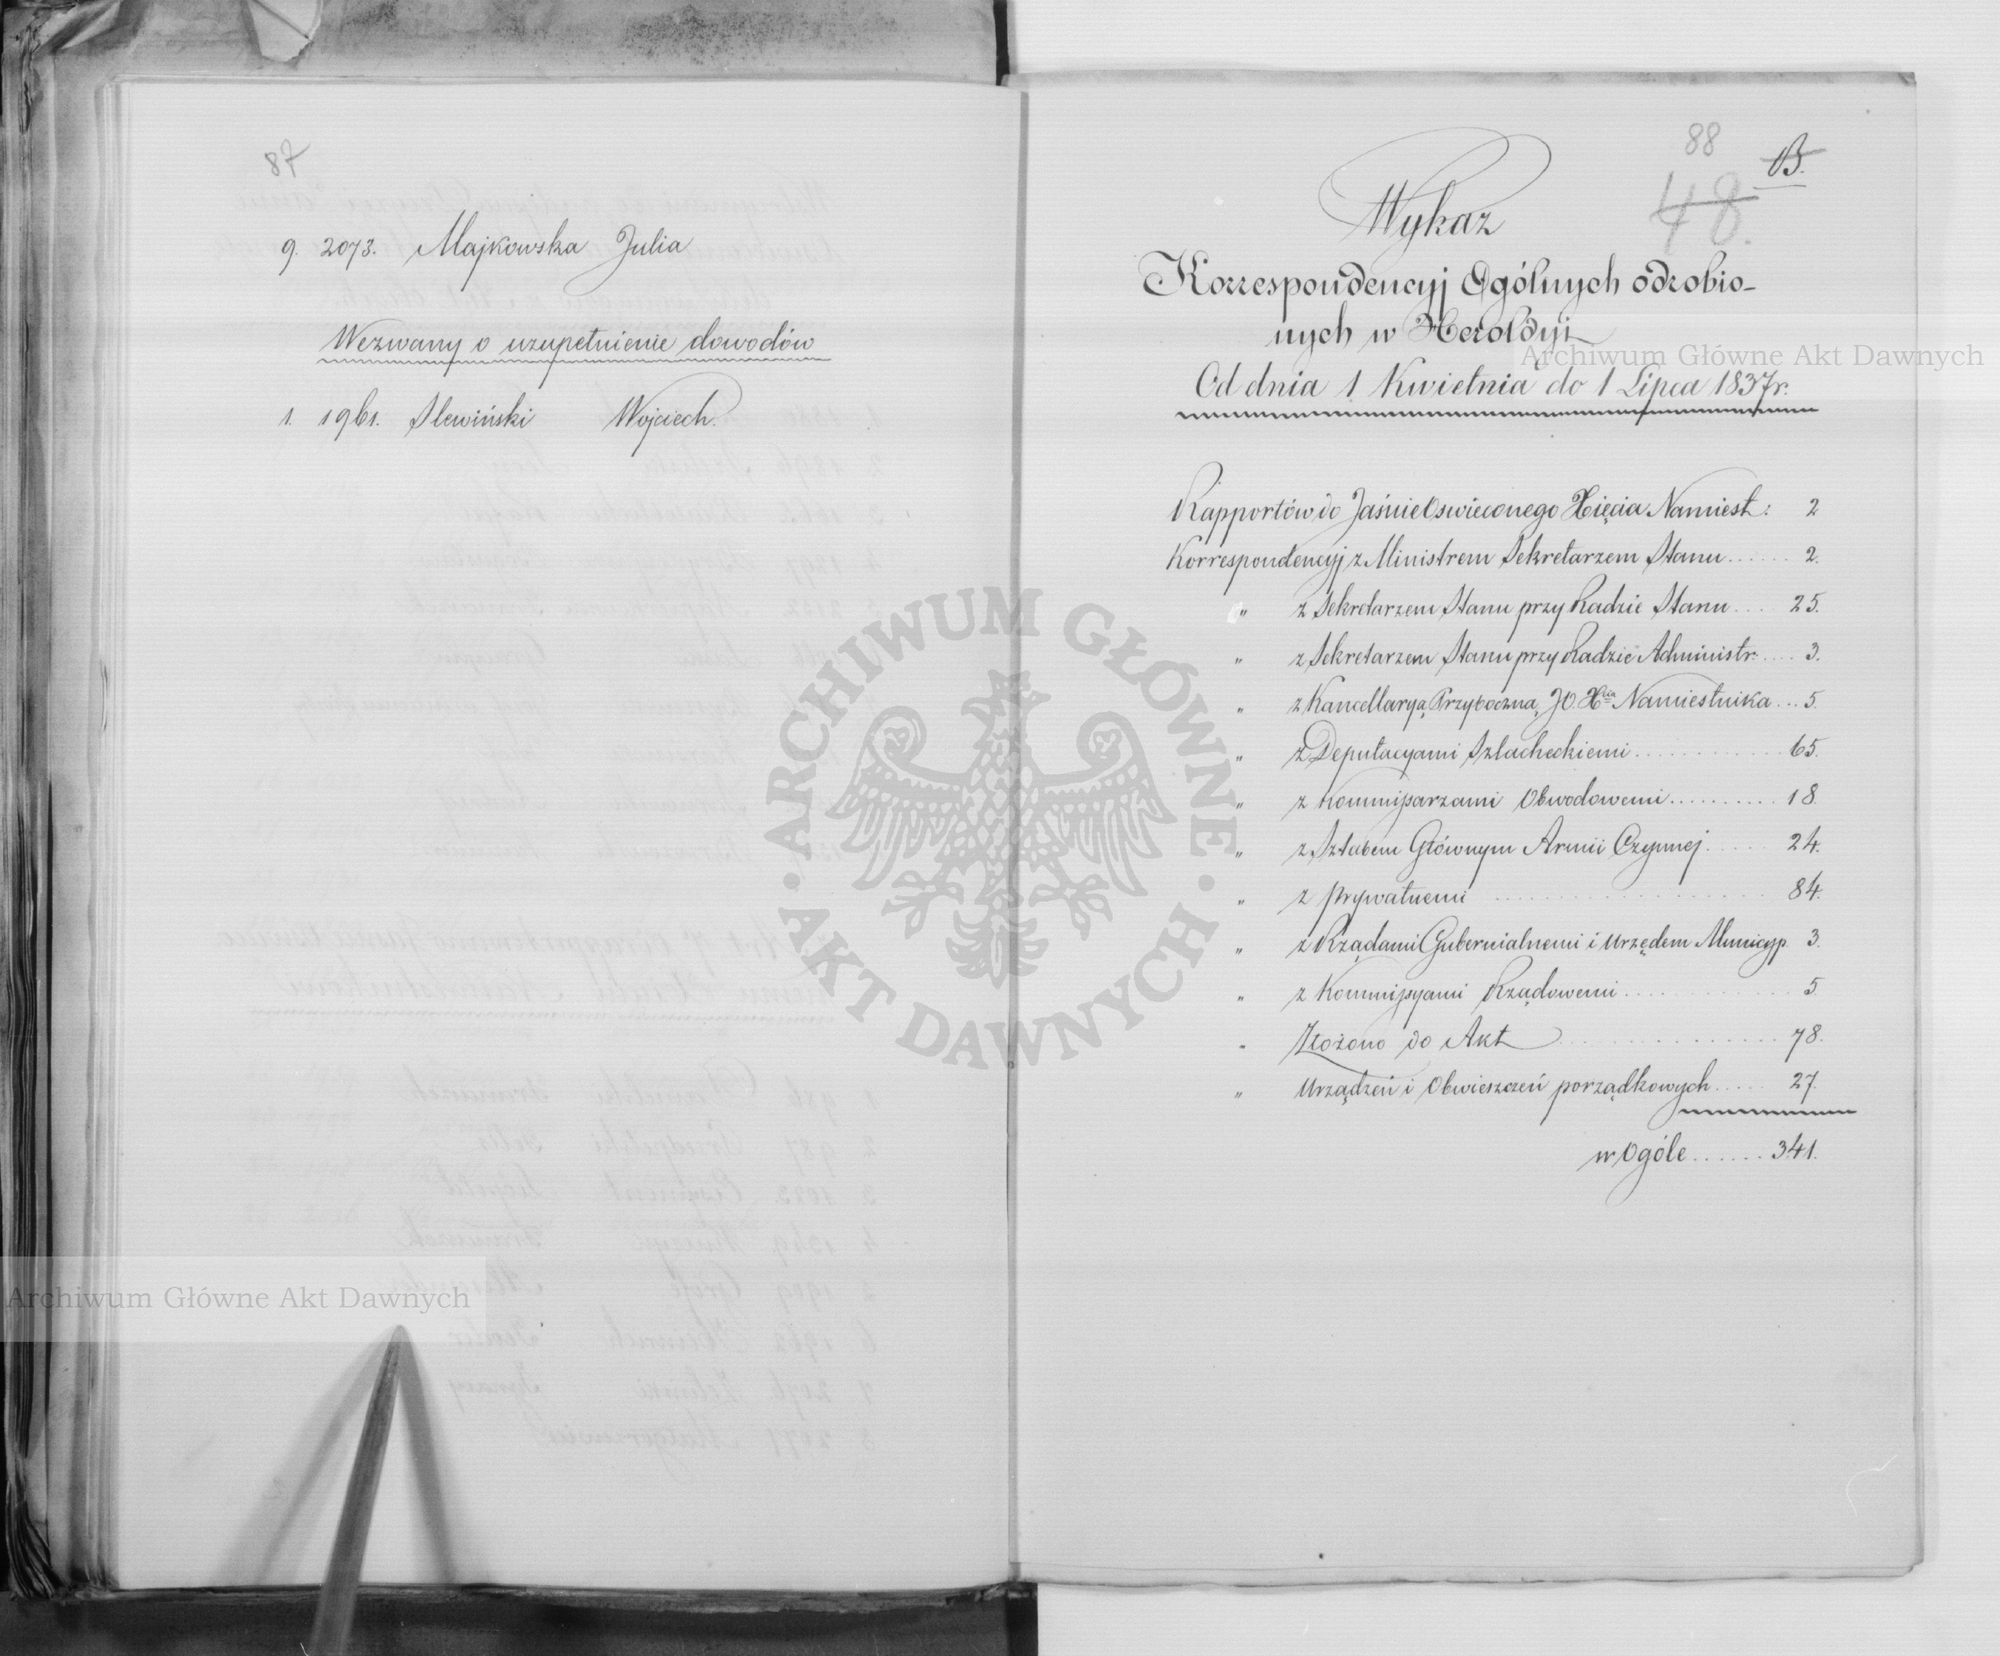 87
9. 2073. Majkowska Julia
Wezwany o uzupełnienie dowodów
1. 1961. Slewiński Wojciech.
88
B.
48.
Wykaz
Korrespondencyj Ogólnych odrobio-
nych w Heroldyi
Od dnia 1 Kwietnia do 1 Lipca 1837r.
Rapportów do Jaśnie Oswieconego Xięcia Namiest: 2
Korrespondencyj z Ministrem Sekretarzem Stanu ...... 2.
" z Sekretarzem Stanu przy Radzie Stanu .... 25.
" z Sekretarzem Stanu przy Radzie Administr: .... 3.
" z Kancellaryą Przyboczną JO. Xcia Namiestnika ... 5.
" z Deputacyami Szlacheckiemi ............ 65.
" z Kommissarzami Obwodowemi .......... 18.
" z Sztabem Głównym Armii Czynnej ...... 24.
" z prywatnemi .................. 84.
" z Rządami Gubernialnemi i Urzędem Municyp. 3.
" z Kommissyami Rządowemi ............ 5
" Złożono do Akt ................ 78.
" Urządzeń i Obwieszczeń porządkowych ..... 27.
w Ogóle ...... 341.
Archiwum Główne Akt Dawnych
Archiwum Główne Akt Dawnych
ARCHIWUM GŁÓWNE
· AKT DAWNYCH ·